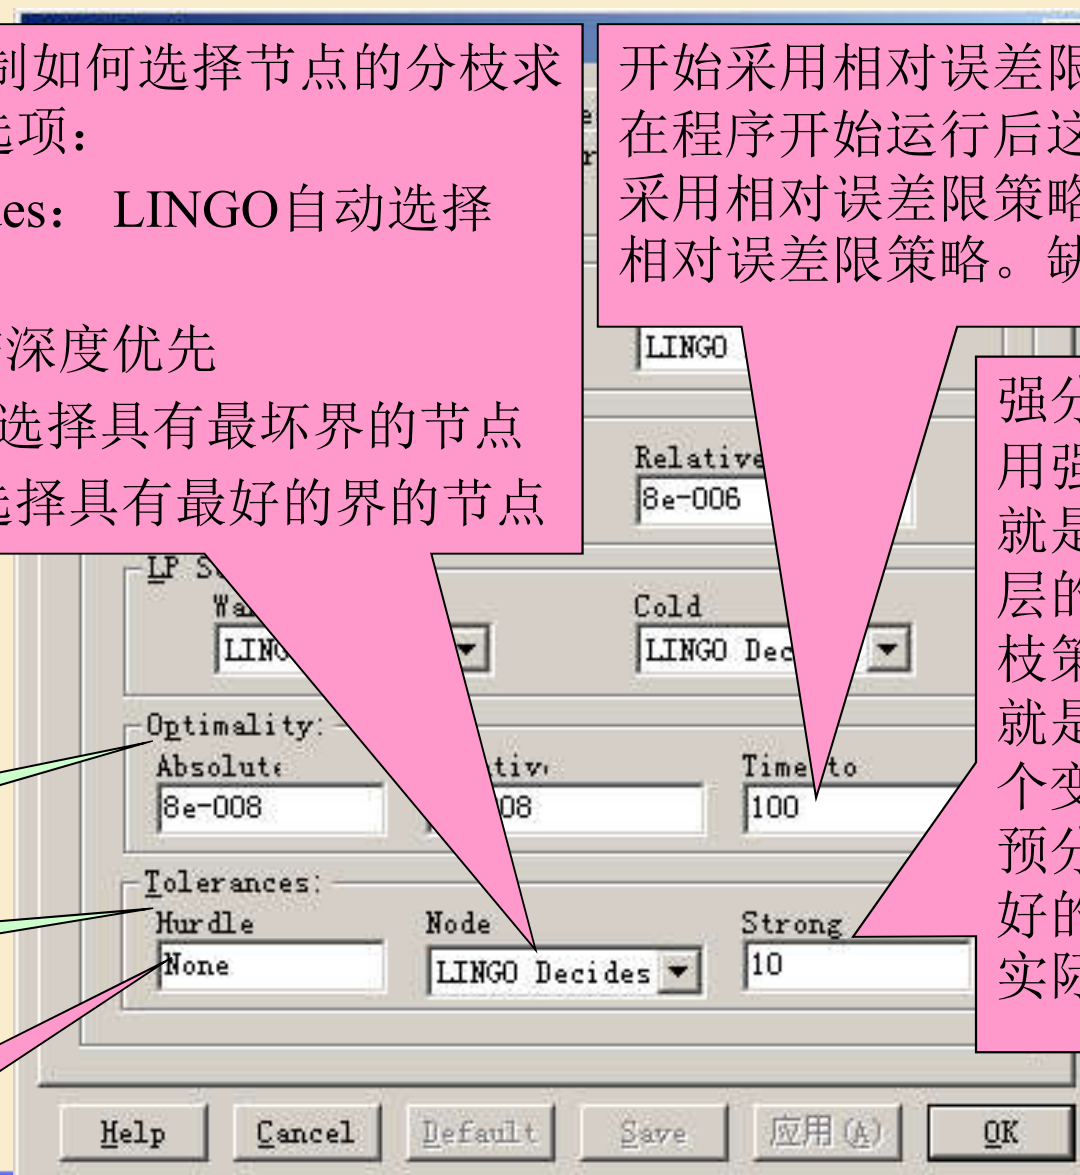 制如何选择节点的分枝求
选项:
des: LINGO自动选择
深度优先
选择具有最坏界的节点
选择具有最好的界的节点
开始采用相对误差限
在程序开始运行后这
采用相对误差限策略
相对误差限策略。缺
LINGO
Relative
8e-006
LP S
Wa
LINGO
Cold
LINGO Dec
强分
用强
就是
层的
枝策
就是
个变
预分
好的
实际
Optimality:
Absolute
8e-008
ative
08
Time to
100
Tolerances:
Hurdle
None
Node
LINGO Decides
Strong
10
Help
Cancel
Default
Save
应用(A)
OK